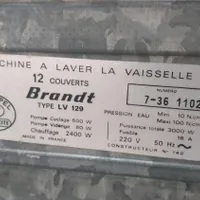 CHINE A LAVER LA VAISSELLE
12 COUVERTS
Brandt
TYPE LV 129
NUMERO
7-36 1102
PRESSION EAU Mini 10 N
Maxi 100 N
Pompe Cyclage 600 W
Pompe Vidange 90 W
Chauffage 2400 W
Puissance totale 3000 W
Fusible 16 A
220 V 50 Hz
CONSTRUCTEUR N° 140
MADE IN FRANCE